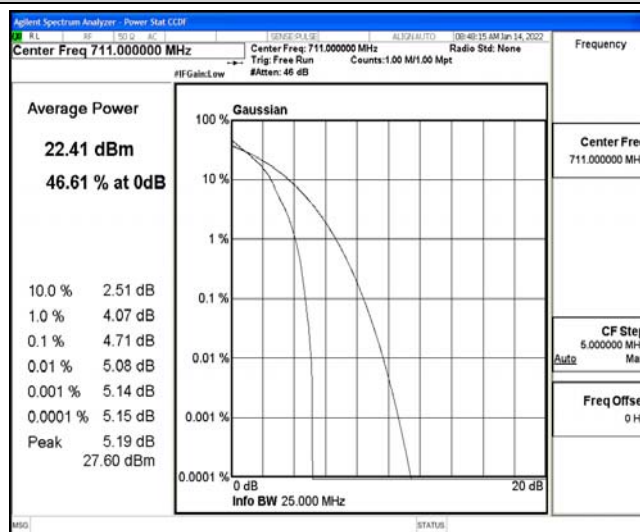 Agilent Spectrum Analyzer - Power Stat CCDF
RL RF 50 Ω AC SENSE:PULSE ALIGN AUTO 08:48:15 AM Jan 14, 2022
Center Freq 711.000000 MHz
Center Freq: 711.000000 MHz Radio Std: None
Trig: Free Run Counts:1.00 M/1.00 Mpt
#IFGain:Low #Atten: 46 dB
Average Power
22.41 dBm
46.61 % at 0dB
10.0 % 2.51 dB
1.0 % 4.07 dB
0.1 % 4.71 dB
0.01 % 5.08 dB
0.001 % 5.14 dB
0.0001 % 5.15 dB
Peak 5.19 dB
27.60 dBm
Gaussian
100 %
10 %
1 %
0.1 %
0.01 %
0.001 %
0.0001 %
0 dB 20 dB
Info BW 25.000 MHz
Frequency
Center Fre
711.000000 MH
CF Step
5.000000 MH
Auto Ma
Freq Offse
0 H
MSG STATUS